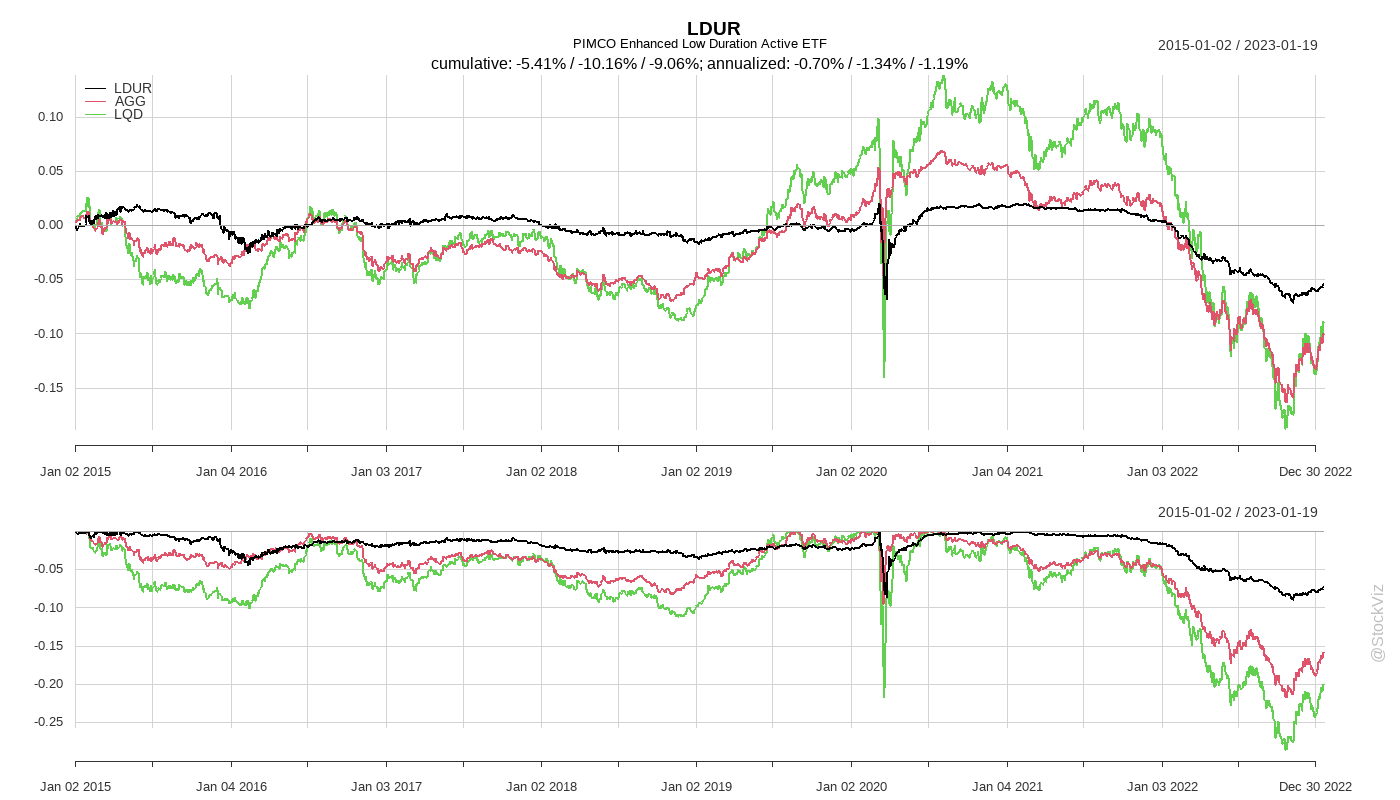 LDUR
PIMCO Enhanced Low Duration Active ETF
2015-01-02 / 2023-01-19
cumulative: -5.41% / -10.16% / -9.06%; annualized: -0.70% / -1.34% / -1.19%
LDUR
AGG
LQD
0.10
0.05
0.00
-0.05
-0.10
-0.15
Jan 02 2015 Jan 04 2016 Jan 03 2017 Jan 02 2018 Jan 02 2019 Jan 02 2020 Jan 04 2021 Jan 03 2022 Dec 30 2022
2015-01-02 / 2023-01-19
-0.05
-0.10
-0.15
-0.20
-0.25
Jan 02 2015 Jan 04 2016 Jan 03 2017 Jan 02 2018 Jan 02 2019 Jan 02 2020 Jan 04 2021 Jan 03 2022 Dec 30 2022
@StockViz